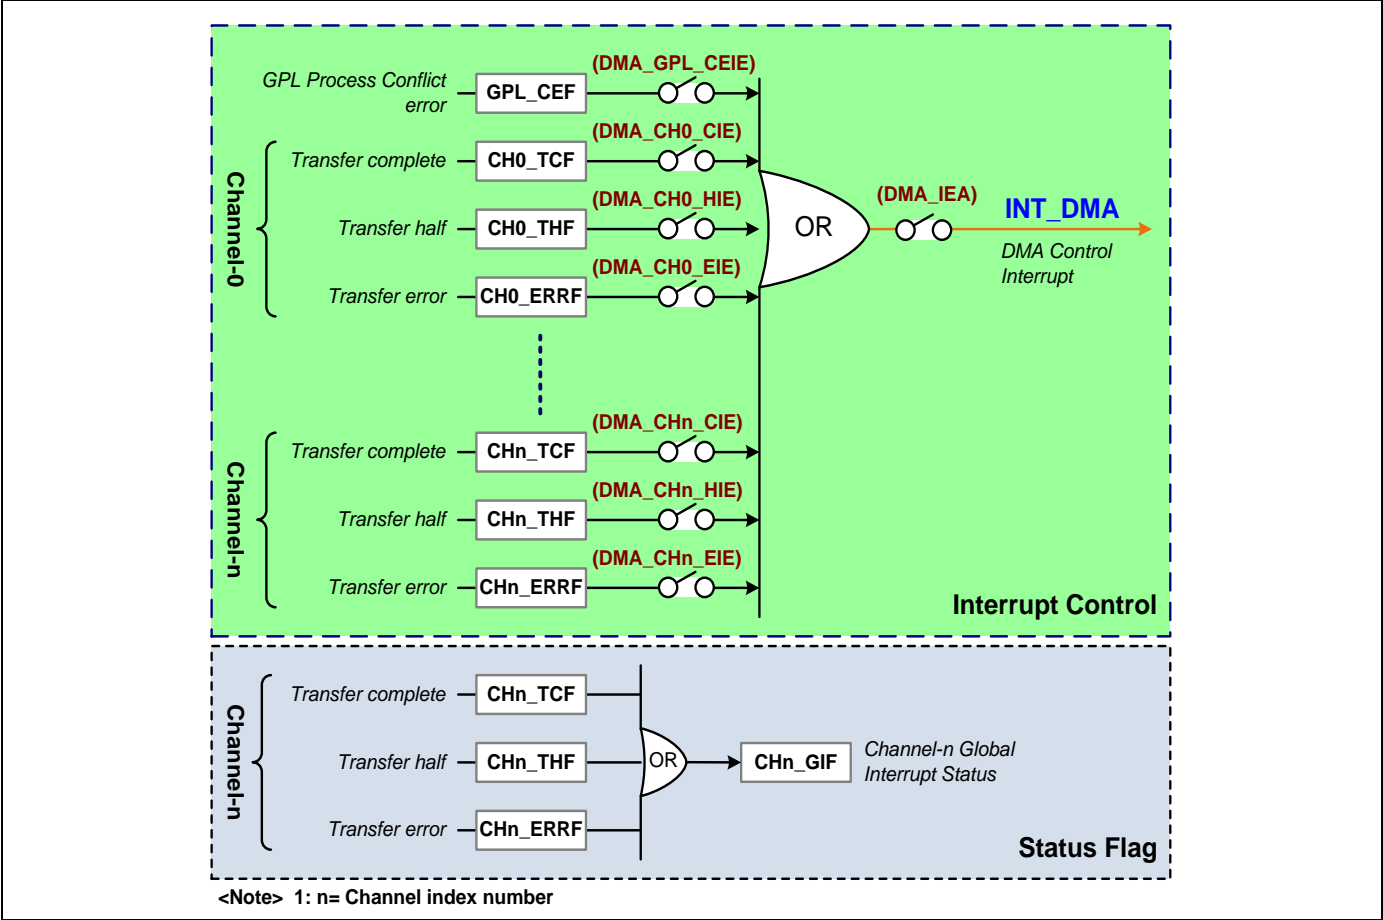 (DMA_GPL_CEIE)
GPL Process Conflict
error
GPL_CEF
(DMA_CH0_CIE)
Channel-0
Transfer complete
CH0_TCF
(DMA_CH0_HIE)
Transfer half
CH0_THF
(DMA_CH0_EIE)
Transfer error
CH0_ERRF
OR
(DMA_IEA)
INT_DMA
DMA Control
Interrupt
(DMA_CHn_CIE)
Channel-n
Transfer complete
CHn_TCF
(DMA_CHn_HIE)
Transfer half
CHn_THF
(DMA_CHn_EIE)
Transfer error
CHn_ERRF
Interrupt Control
Channel-n
Transfer complete
CHn_TCF
Transfer half
CHn_THF
Transfer error
CHn_ERRF
OR
CHn_GIF
Channel-n Global
Interrupt Status
Status Flag
<Note> 1: n= Channel index number